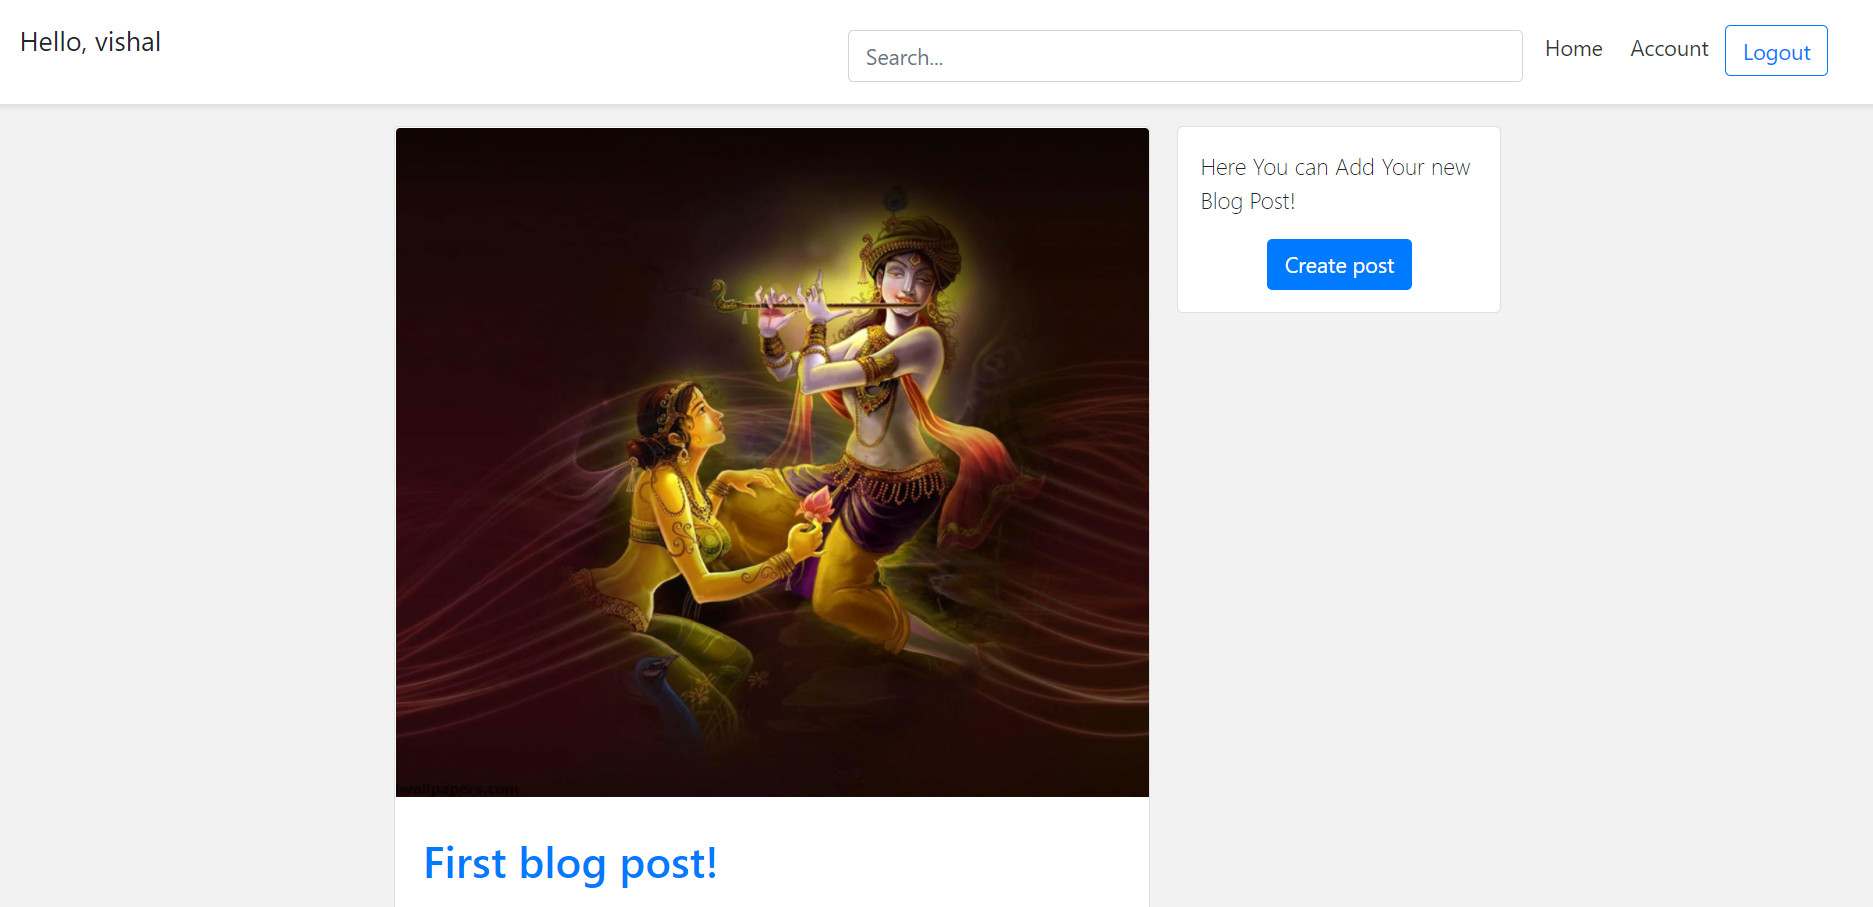 Hello, vishal
Search...
Home
Account
Logout
Here You can Add Your new
Blog Post!
Create post
wallpapers.com
First blog post!